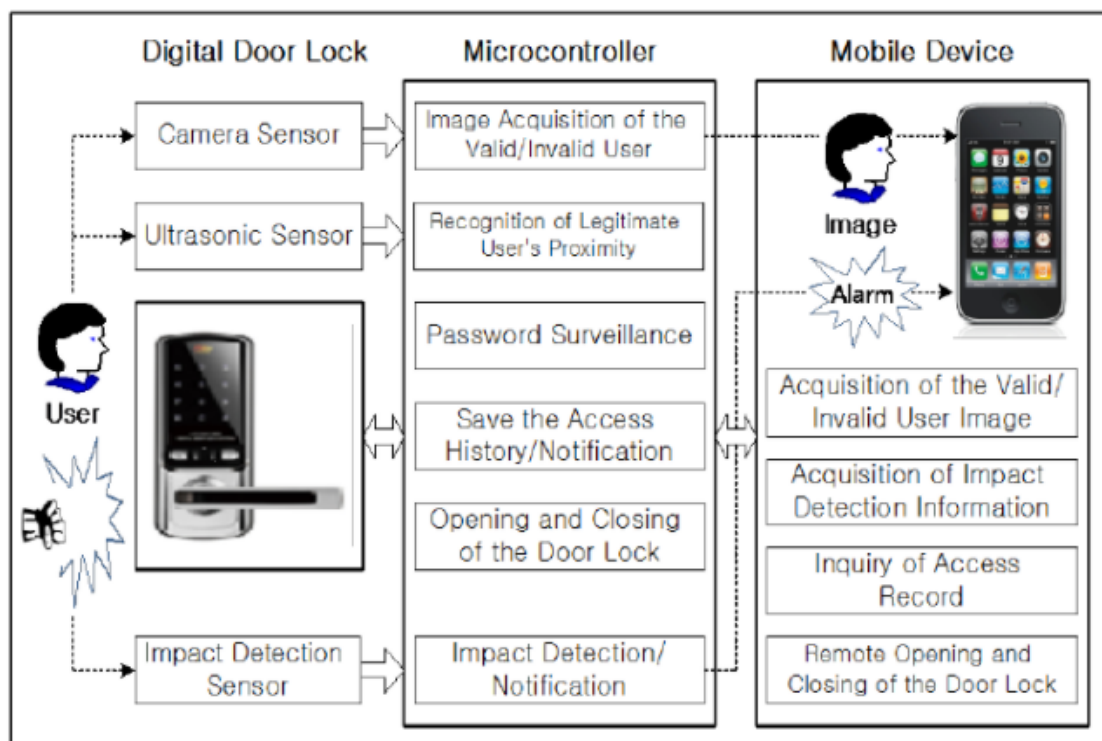 Digital Door Lock
Microcontroller
Mobile Device
Camera Sensor
Image Acquisition of the
Valid/Invalid User
Image
Ultrasonic Sensor
Recognition of Legitimate
User's Proximity
Alarm
User
Password Surveillance
Save the Access
History/Notification
Opening and Closing
of the Door Lock
Impact Detection
Sensor
Impact Detection/
Notification
Acquisition of the Valid/
Invalid User Image
Acquisition of Impact
Detection Information
Inquiry of Access
Record
Remote Opening and
Closing of the Door Lock